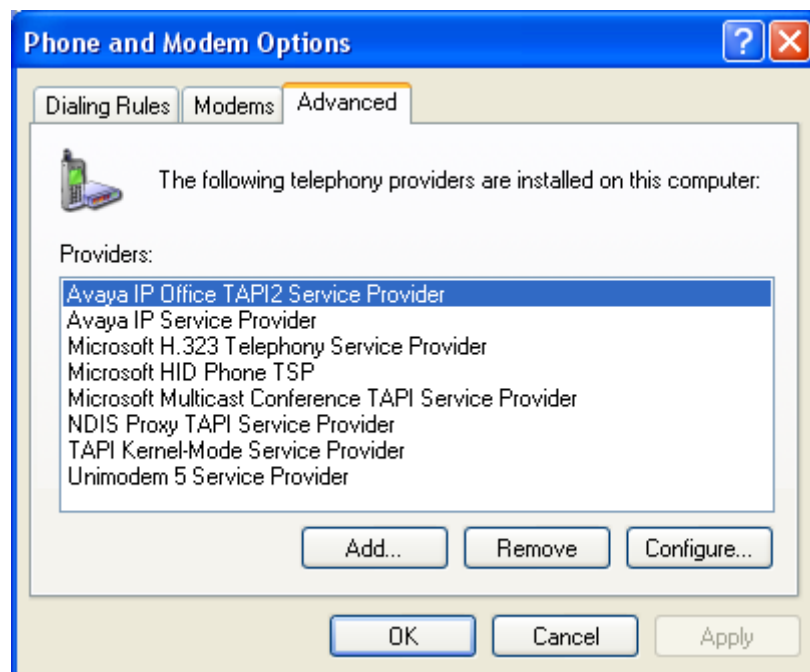 Phone and Modem Options
Dialing Rules Modems Advanced
The following telephony providers are installed on this computer:
Providers:
Avaya IP Office TAPI2 Service Provider
Avaya IP Service Provider
Microsoft H.323 Telephony Service Provider
Microsoft HID Phone TSP
Microsoft Multicast Conference TAPI Service Provider
NDIS Proxy TAPI Service Provider
TAPI Kernel-Mode Service Provider
Unimodem 5 Service Provider
Add... Remove Configure...
OK Cancel Apply